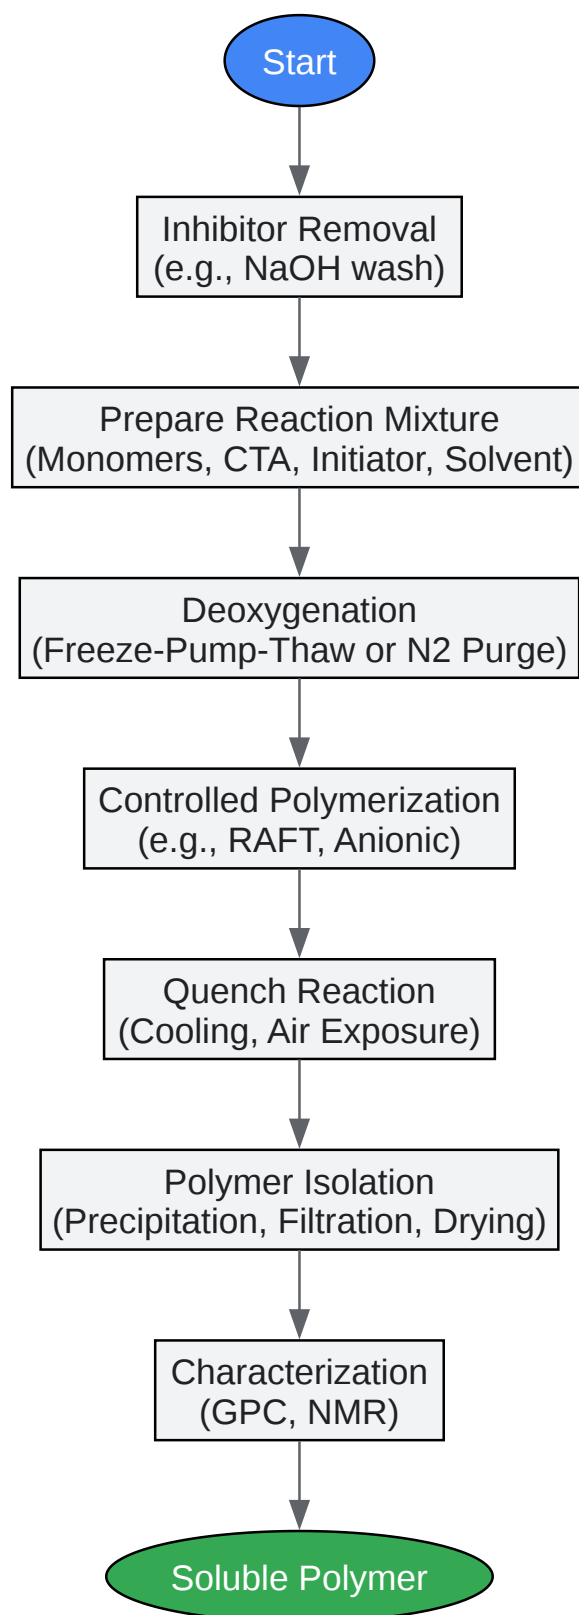 Start
Inhibitor Removal
(e.g., NaOH wash)
Prepare Reaction Mixture
(Monomers, CTA, Initiator, Solvent)
Deoxygenation
(Freeze-Pump-Thaw or N2 Purge)
Controlled Polymerization
(e.g., RAFT, Anionic)
Quench Reaction
(Cooling, Air Exposure)
Polymer Isolation
(Precipitation, Filtration, Drying)
Characterization
(GPC, NMR)
Soluble Polymer